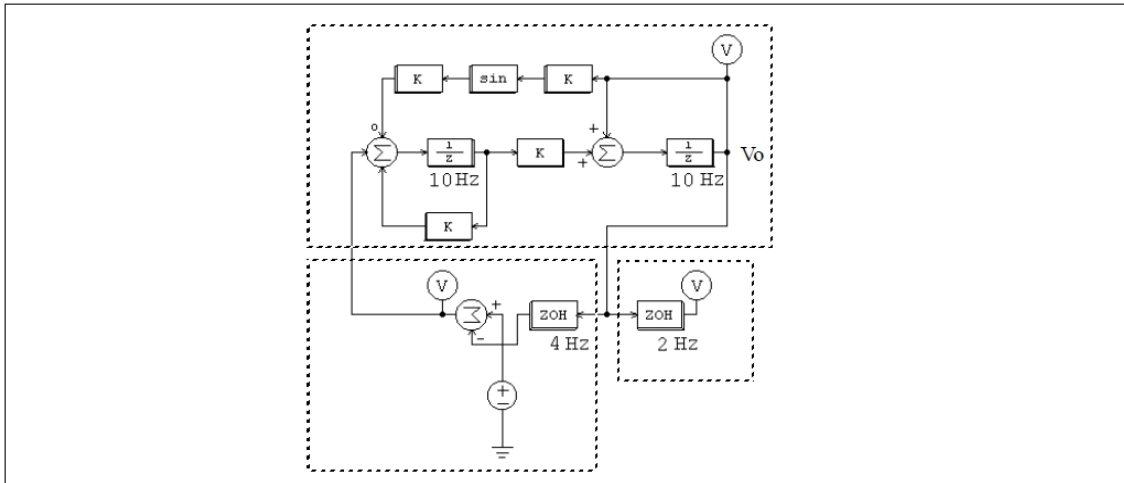 V
K sin K
o + 
Σ 1/z K + Σ 1/z Vo
10 Hz 10 Hz
K
V + V
Σ ZOH ZOH
- 4 Hz 2 Hz
+
−